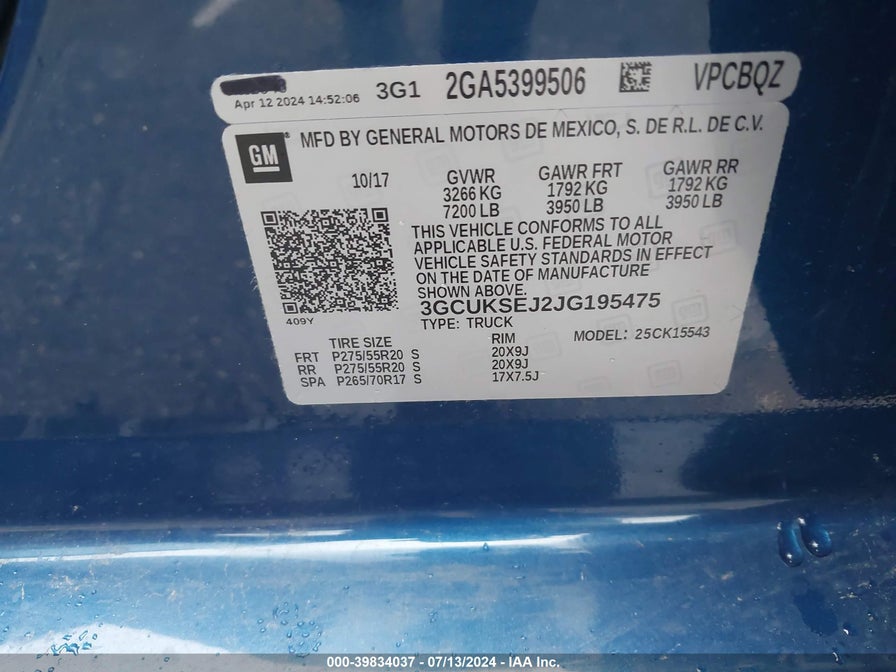 Apr 12 2024 14:52:06 3G1 2GA5399506 VPCBQZ
GM MFD BY GENERAL MOTORS DE MEXICO, S. DE R.L. DE C.V.
10/17 GVWR GAWR FRT GAWR RR
3266 KG 1792 KG 1792 KG
7200 LB 3950 LB 3950 LB
THIS VEHICLE CONFORMS TO ALL
APPLICABLE U.S. FEDERAL MOTOR
VEHICLE SAFETY STANDARDS IN EFFECT
ON THE DATE OF MANUFACTURE
SHOWN ABOVE.
409Y 3GCUKSEJ2JG195475
TYPE: TRUCK MODEL: 25CK15543
TIRE SIZE RIM
FRT P275/55R20 S 20X9J
RR P275/55R20 S 20X9J
SPA P265/70R17 S 17X7.5J
000-39834037 - 07/13/2024 - IAA Inc.